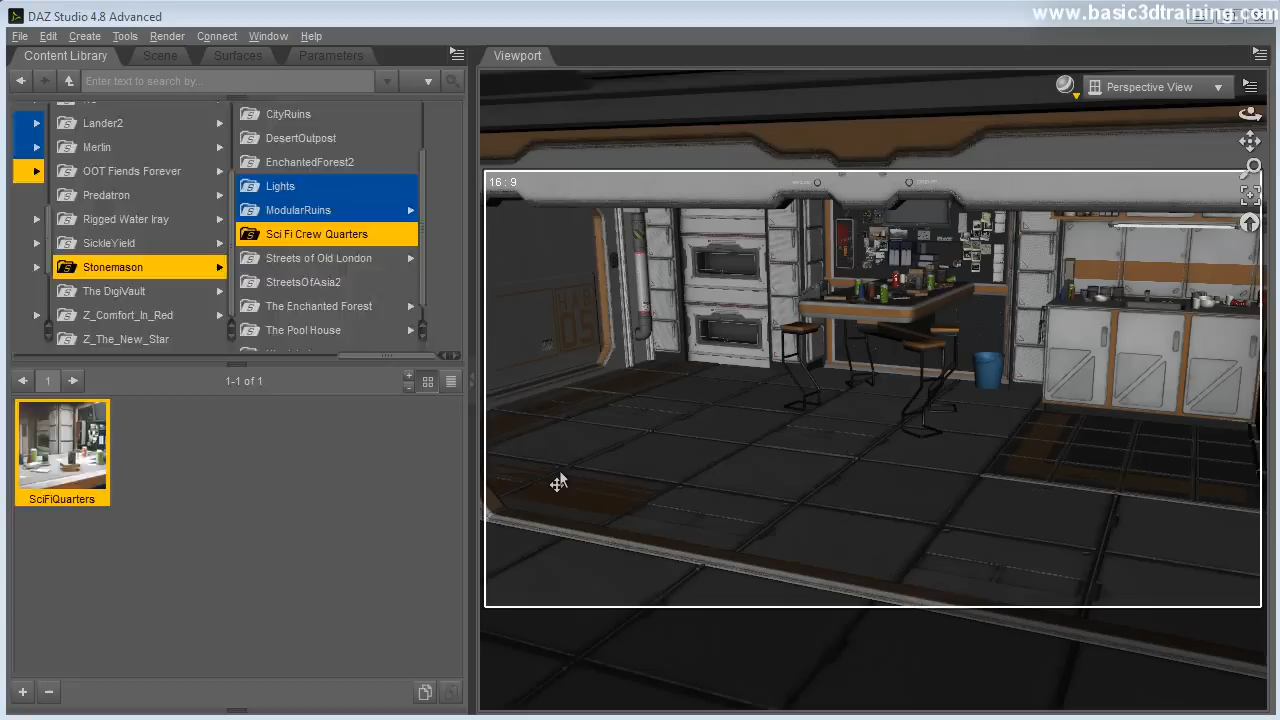 www.basic3dtraining.com
DAZ Studio 4.8 Advanced
File Edit Create Tools Render Connect Window Help
Content Library Scene Surfaces Parameters
Viewport
Enter text to search...
Perspective View
Lander2
Merlin
OOT Fiends Forever
Predatron
Rigged Water Iray
SickleYield
Stonemason
The DigiVault
Z_Comfort_In_Red
Z_The_New_Star
CityRuins
DesertOutpost
EnchantedForest2
Lights
ModularRuins
Sci Fi Crew Quarters
Streets of Old London
StreetsOfAsia2
The Enchanted Forest
The Pool House
16 : 9
HAB
05
1
1-1 of 1
SciFiQuarters